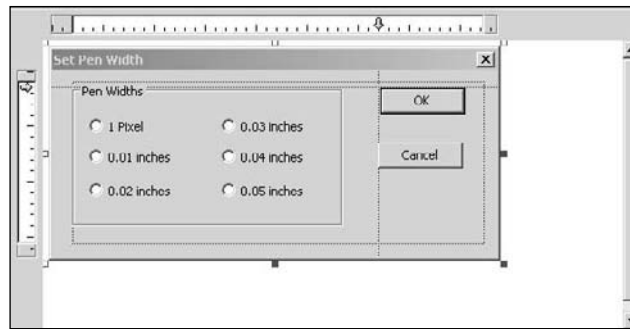 Set Pen Width
Pen Widths
OK
1 Pixel
0.03 inches
0.01 inches
0.04 inches
Cancel
0.02 inches
0.05 inches